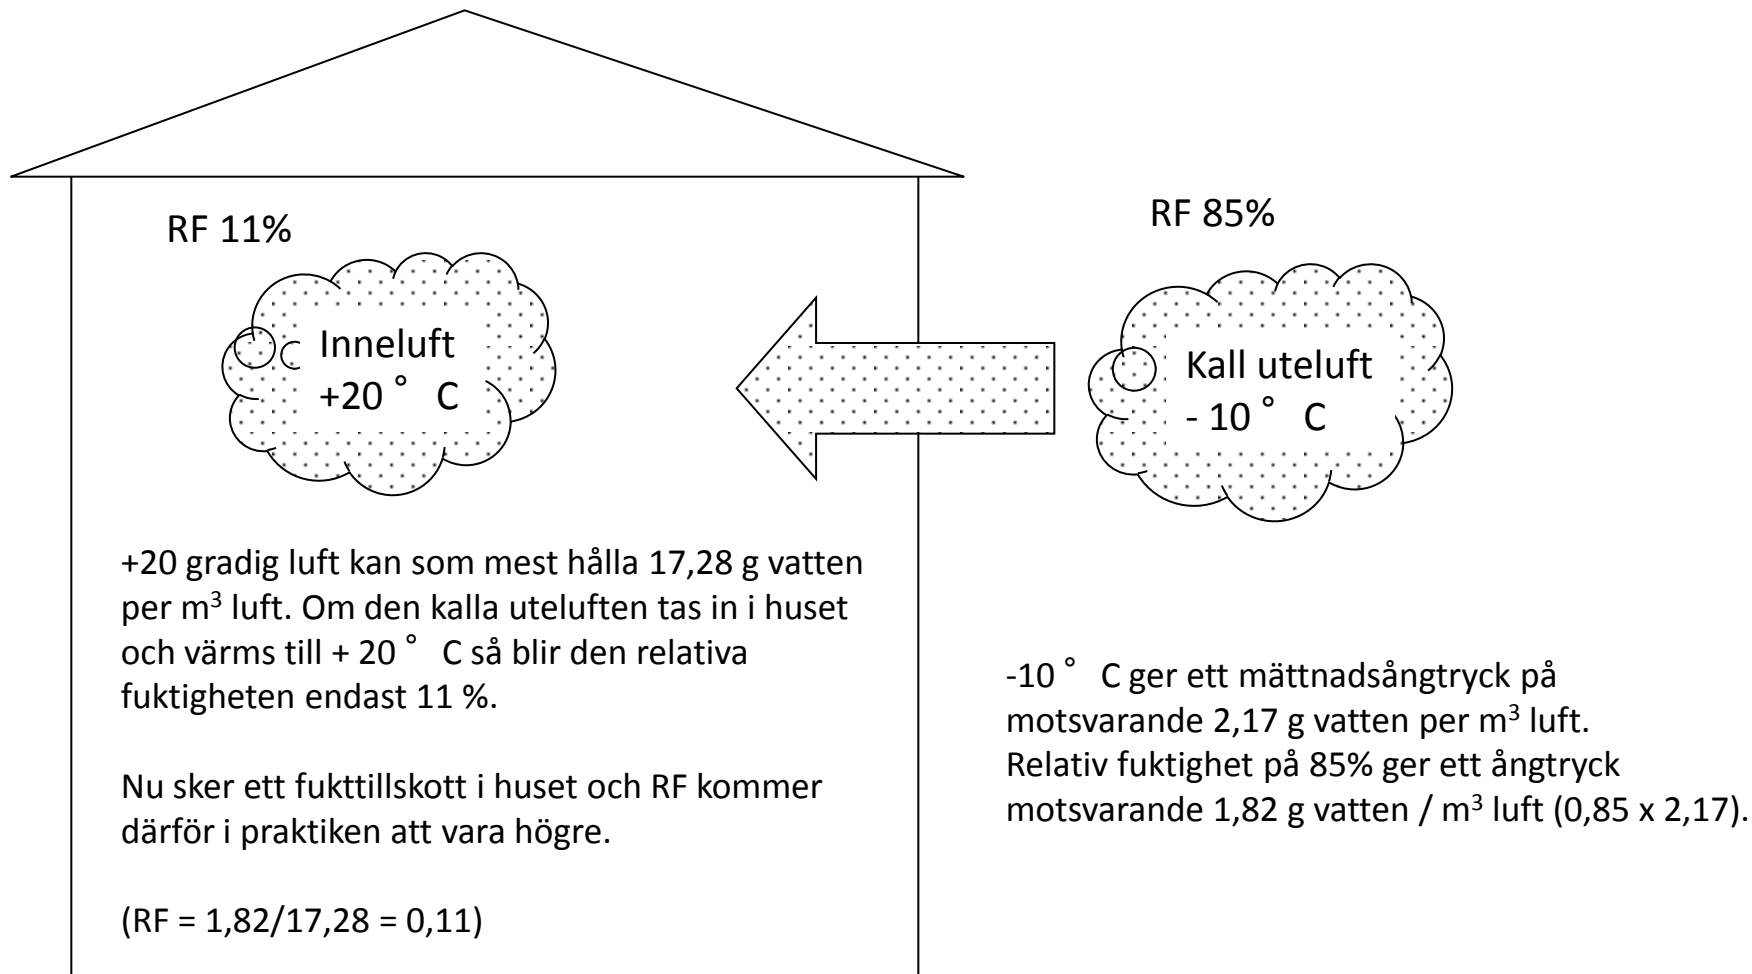 RF 11%
Inneluft
+20 ° C
+20 gradig luft kan som mest hålla 17,28 g vatten
per m³ luft. Om den kalla uteluften tas in i huset
och värms till + 20 ° C så blir den relativa
fuktigheten endast 11 %.
Nu sker ett fukttillskott i huset och RF kommer
därför i praktiken att vara högre.
(RF = 1,82/17,28 = 0,11)
RF 85%
Kall uteluft
- 10 ° C
-10 ° C ger ett mättnadsångtryck på
motsvarande 2,17 g vatten per m³ luft.
Relativ fuktighet på 85% ger ett ångtryck
motsvarande 1,82 g vatten / m³ luft (0,85 x 2,17).